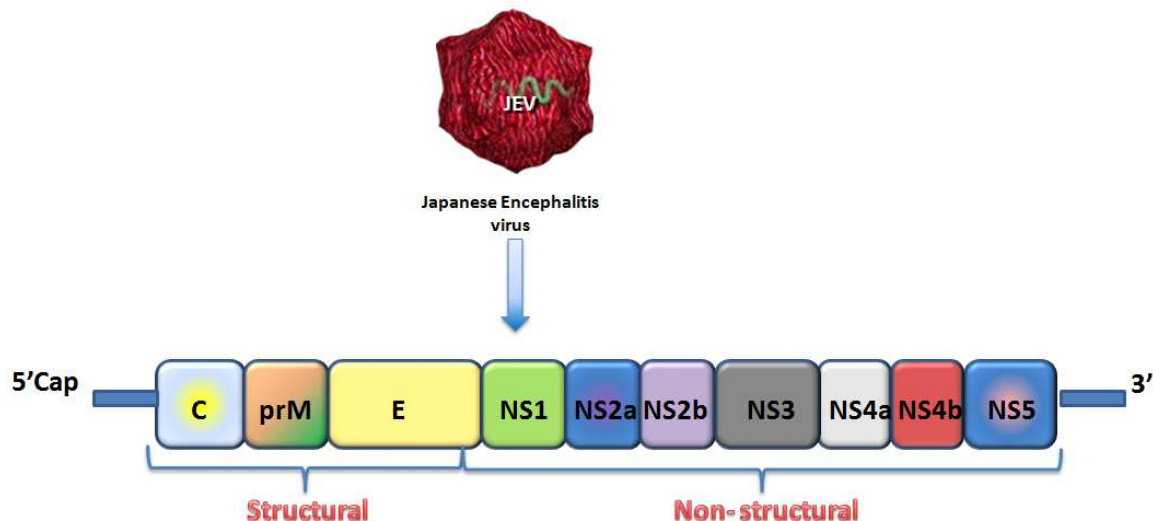 JEV
Japanese Encephalitis
virus
5’Cap C prM E NS1 NS2a NS2b NS3 NS4a NS4b NS5 3’
Structural Non-structural